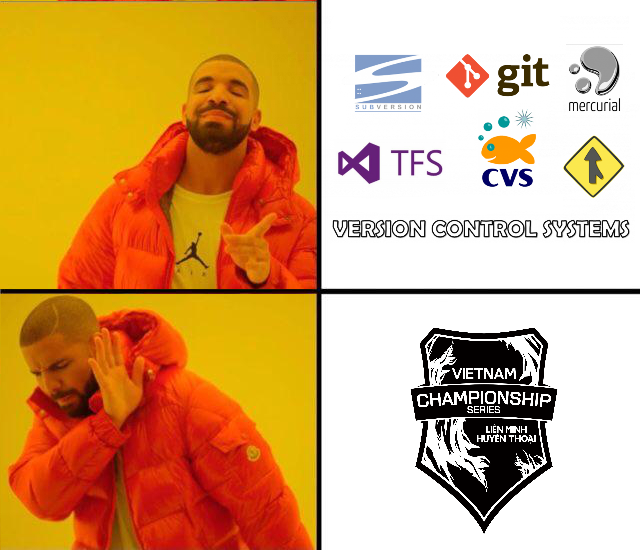 SUBVERSION
git
mercurial
TFS
CVS
VERSION CONTROL SYSTEMS
VIETNAM
CHAMPIONSHIP
SERIES
LIÊN MINH
HUYỀN THOẠI